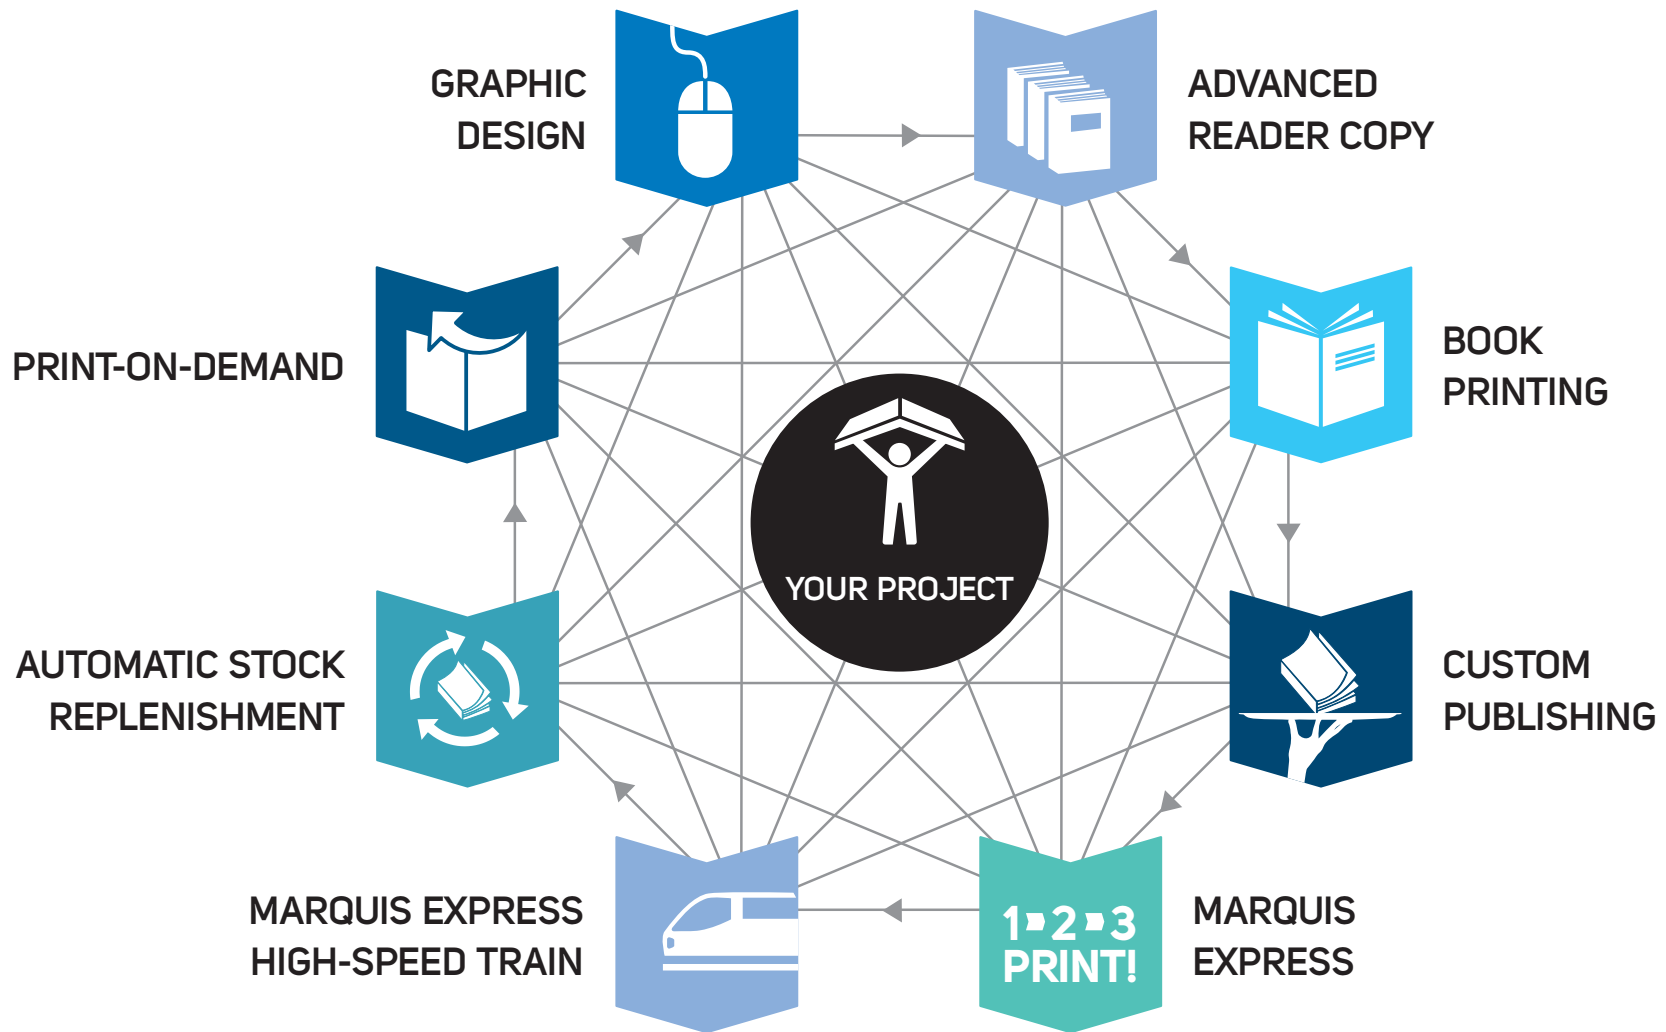 GRAPHIC
DESIGN
ADVANCED
READER COPY
PRINT-ON-DEMAND
BOOK
PRINTING
YOUR PROJECT
AUTOMATIC STOCK
REPLENISHMENT
CUSTOM
PUBLISHING
MARQUIS EXPRESS
HIGH-SPEED TRAIN
1 2 3
PRINT!
MARQUIS
EXPRESS